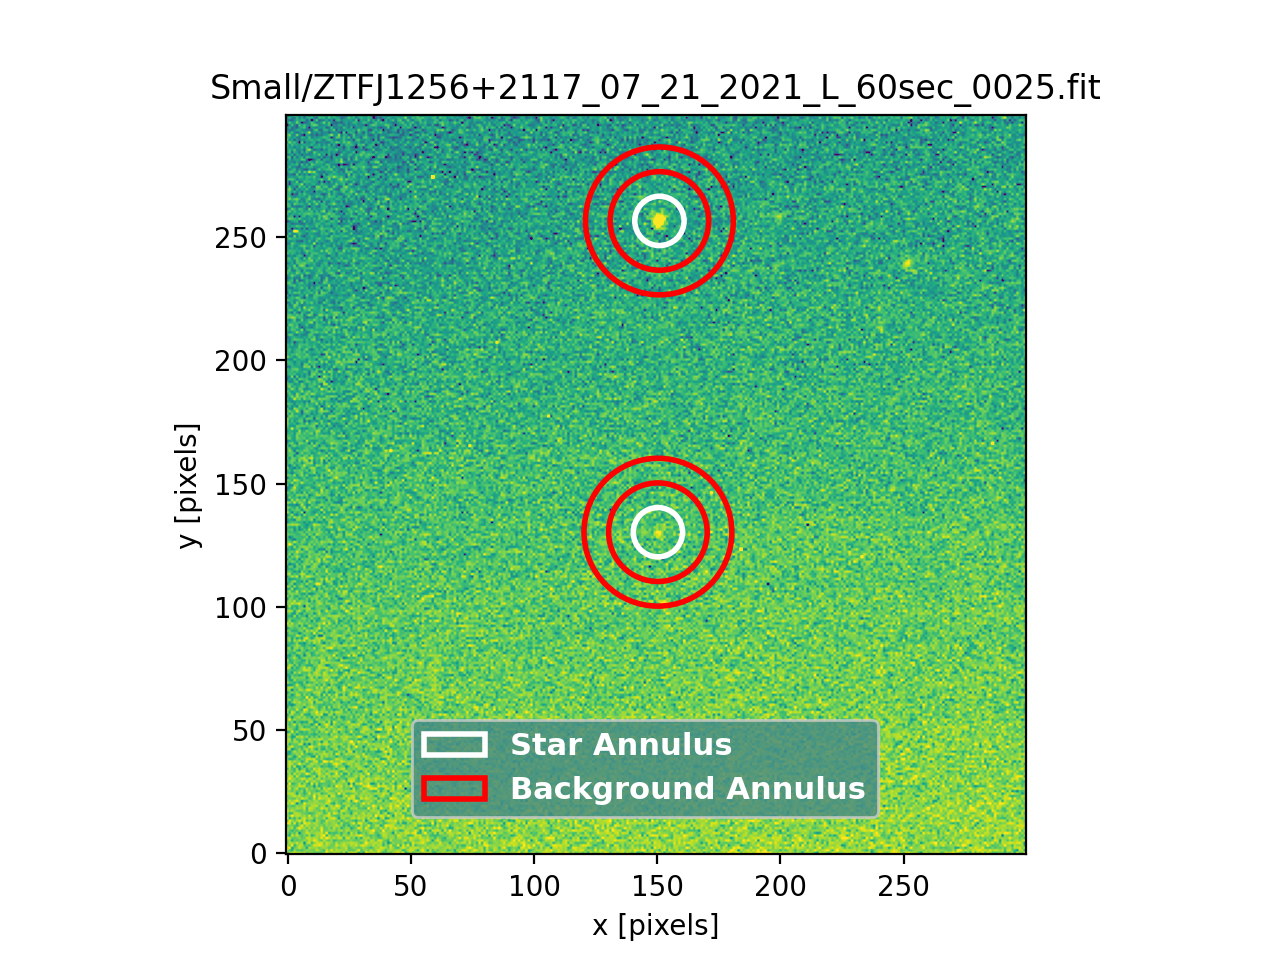 Small/ZTFJ1256+2117_07_21_2021_L_60sec_0025.fit
250
200
150
100
50
0
y [pixels]
Star Annulus
Background Annulus
0 50 100 150 200 250
x [pixels]